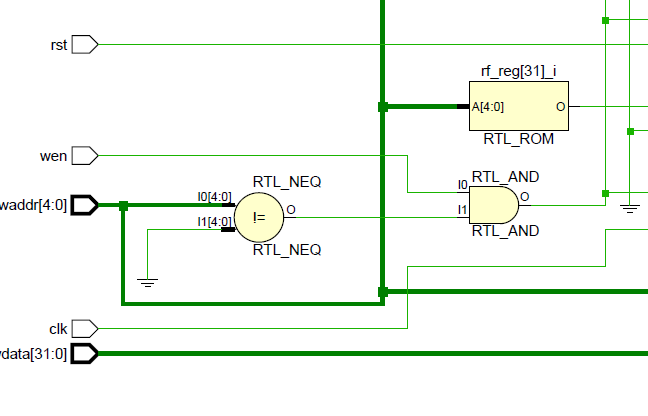 rst
rf_reg[31]_i
A[4:0]
O
RTL_ROM
wen
RTL_NEQ
RTL_AND
waddr[4:0]
I0[4:0]
I1[4:0]
!=
O
I0
I1
O
RTL_NEQ
RTL_AND
clk
wdata[31:0]